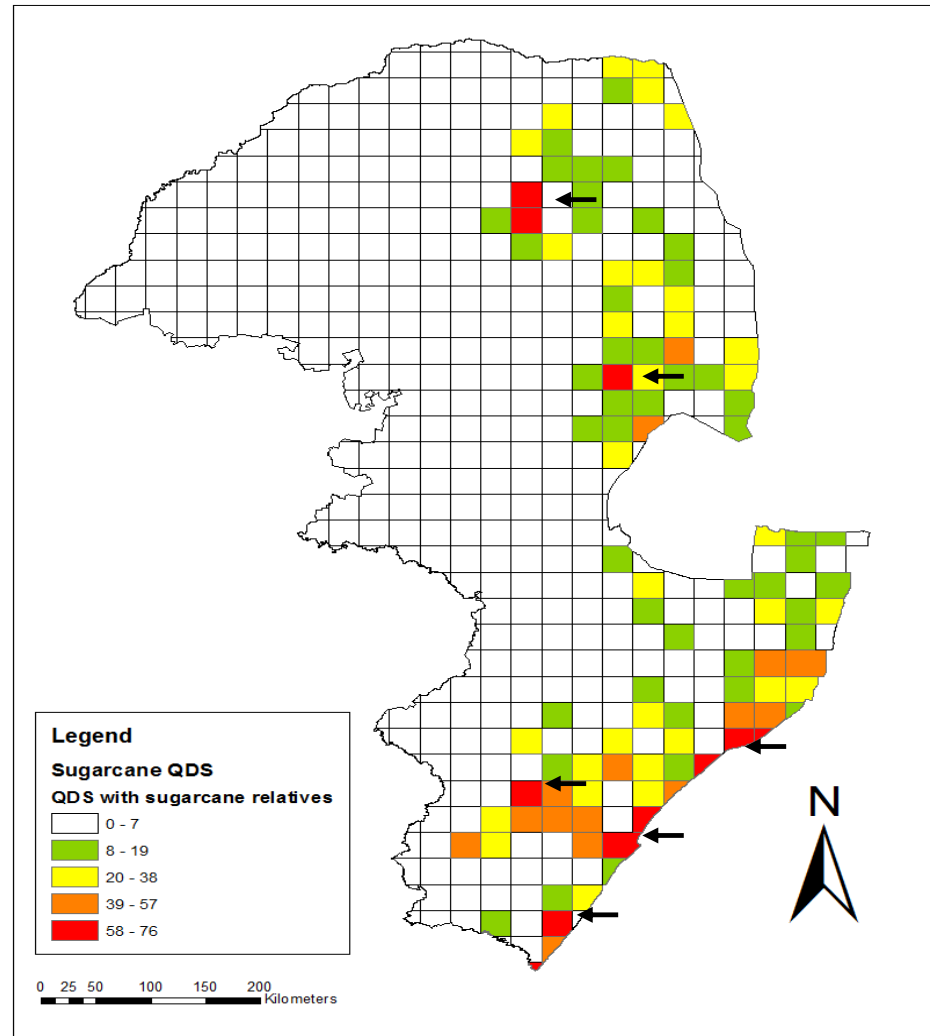 N
Legend
Sugarcane QDS
QDS with sugarcane relatives
0 - 7
8 - 19
20 - 38
39 - 57
58 - 76
0 25 50 100 150 200
Kilometers